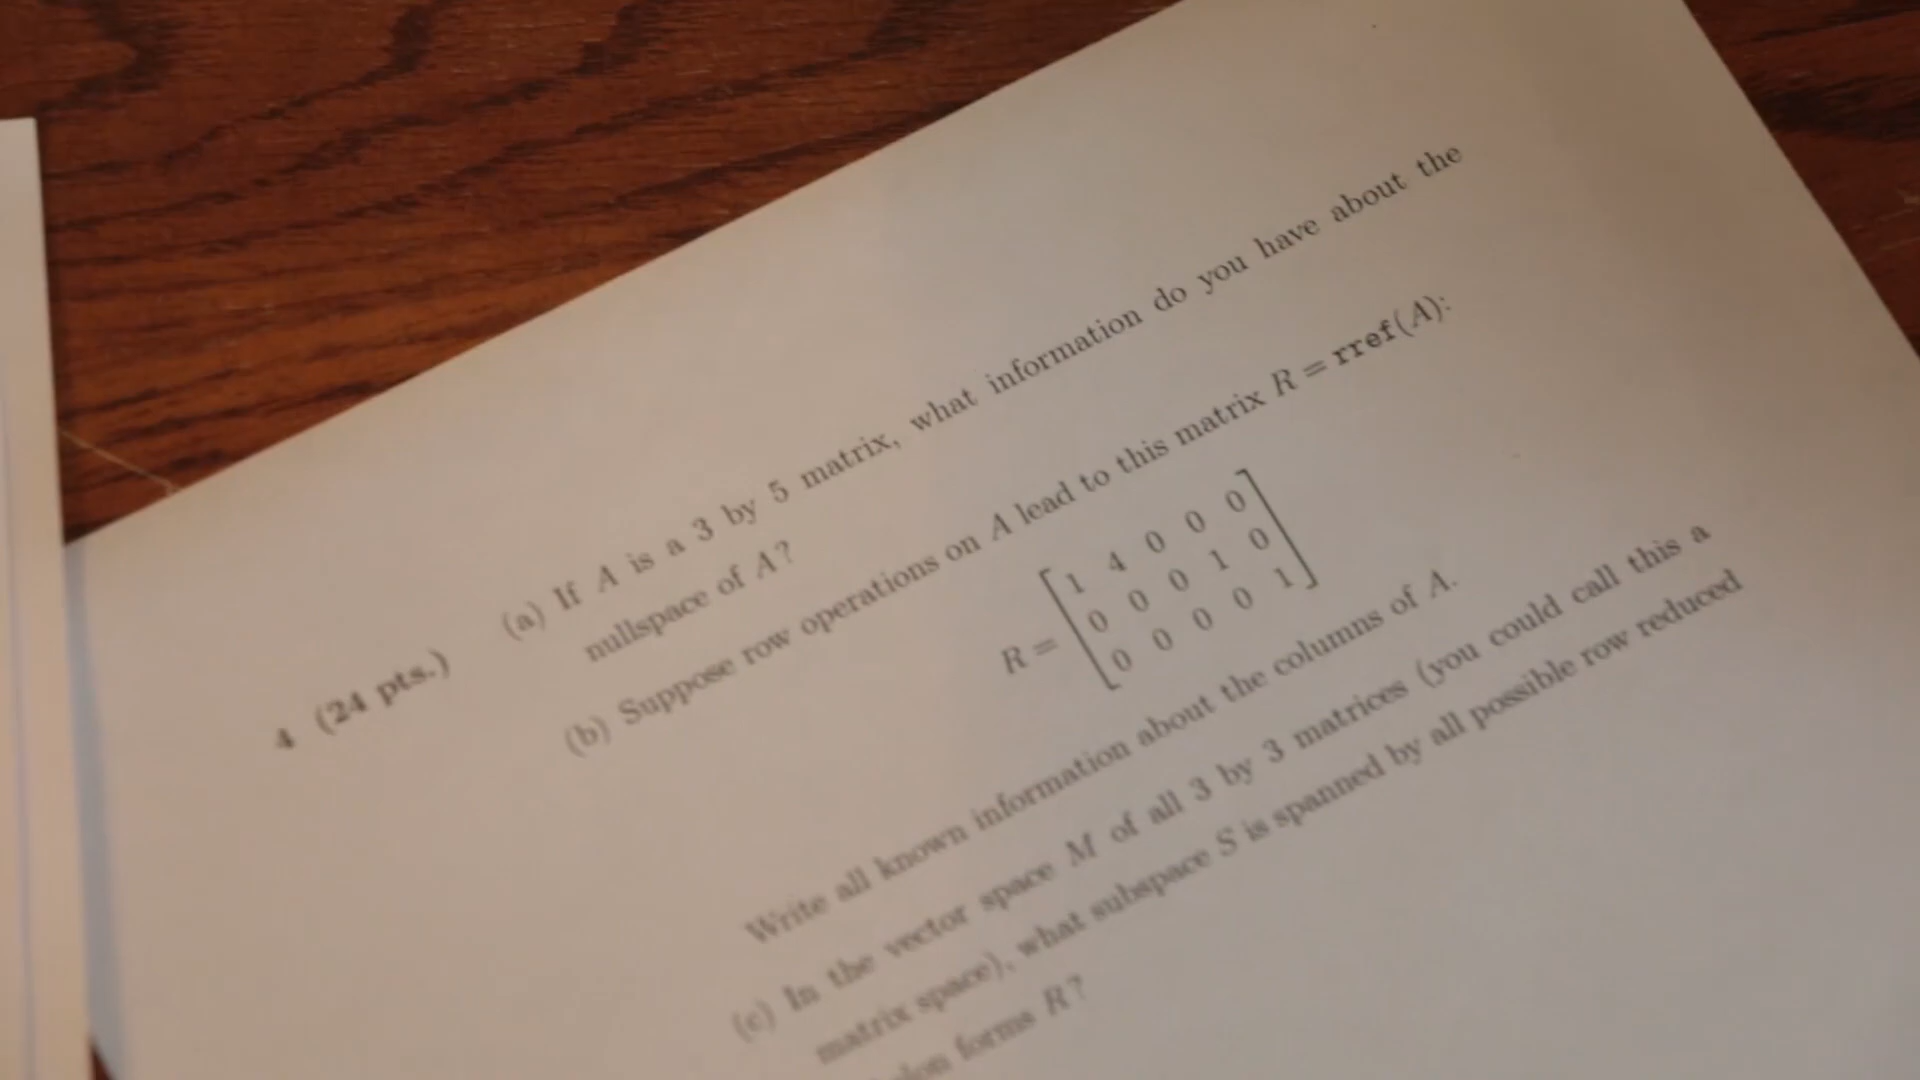 4 (24 pts.) (a) If A is a 3 by 5 matrix, what information do you have about the
nullspace of A?
(b) Suppose row operations on A lead to this matrix R = rref(A):
R = [ 1 4 0 0 0
0 0 0 1 0
0 0 0 0 1 ]
Write all known information about the columns of A.
(c) In the vector space M of all 3 by 3 matrices (you could call this a
matrix space), what subspace S is spanned by all possible row reduced
forms R?